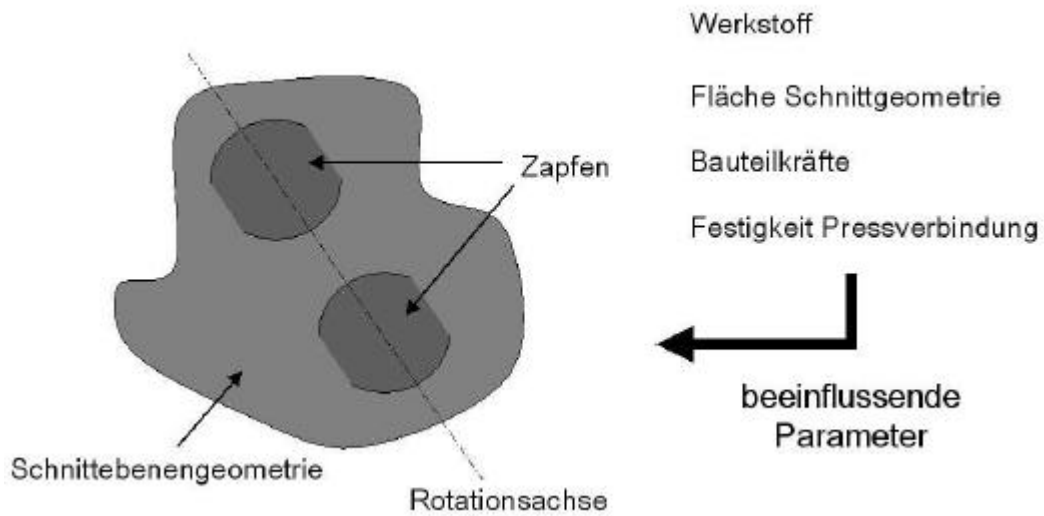 Werkstoff
Fläche Schnittgeometrie
Bauteilkräfte
Festigkeit Pressverbindung
Zapfen
beeinflussende
Parameter
Schnittebenengeometrie
Rotationsachse